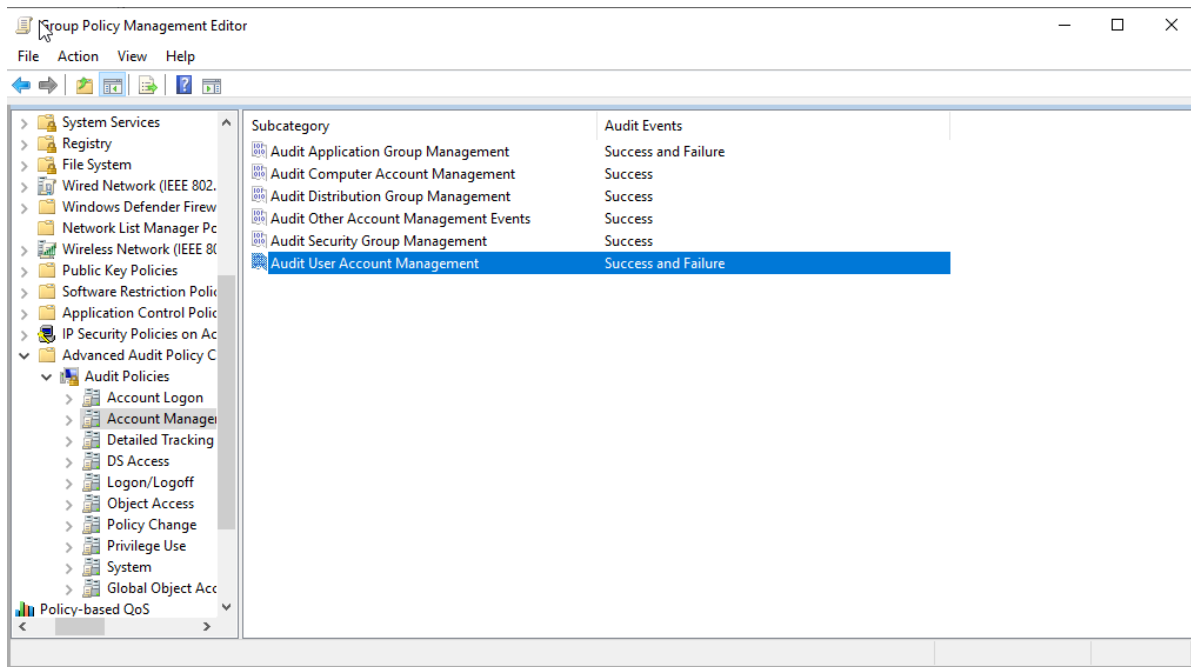 Group Policy Management Editor
File Action View Help
System Services
Registry
File System
Wired Network (IEEE 802.
Windows Defender Firew
Network List Manager Pc
Wireless Network (IEEE 80
Public Key Policies
Software Restriction Polic
Application Control Polic
IP Security Policies on Ac
Advanced Audit Policy C
Audit Policies
Account Logon
Account Manage
Detailed Tracking
DS Access
Logon/Logoff
Object Access
Policy Change
Privilege Use
System
Global Object Acc
Policy-based QoS
Subcategory Audit Events
Audit Application Group Management Success and Failure
Audit Computer Account Management Success
Audit Distribution Group Management Success
Audit Other Account Management Events Success
Audit Security Group Management Success
Audit User Account Management Success and Failure